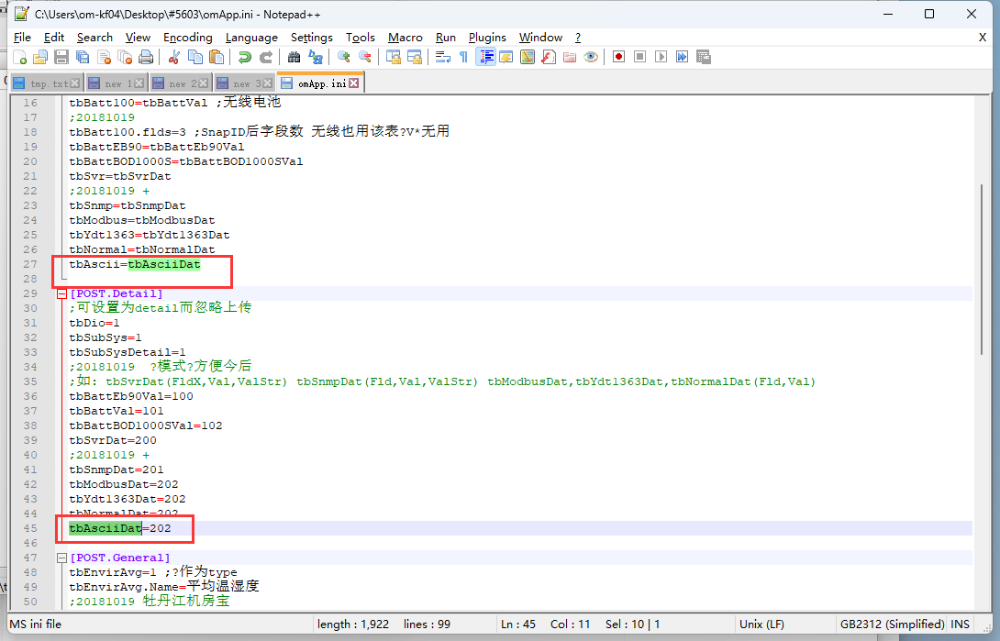 C:\Users\om-kf04\Desktop\#5603\omApp.ini - Notepad++
File Edit Search View Encoding Language Settings Tools Macro Run Plugins Window ? X
tmp.txt new 1 new 2 new 3 omApp.ini
16 tbBatt100=tbBattVal ;无线电池
17 ;20181019
18 tbBatt100.flds=3 ;SnapID后字段数 无线也用该表?V*无用
19 tbBattEB90=tbBattEb90Val
20 tbBattBOD1000S=tbBattBOD1000SVal
21 tbSvr=tbSvrDat
22 ;20181019 +
23 tbSnmp=tbSnmpDat
24 tbModbus=tbModbusDat
25 tbYdt1363=tbYdt1363Dat
26 tbNormal=tbNormalDat
27 tbAscii=tbAsciiDat
28
29 [POST.Detail]
30 ;可设置为detail而忽略上传
31 tbDio=1
32 tbSubSys=1
33 tbSubSysDetail=1
34 ;20181019 ?模式?方便今后
35 ;如: tbSvrDat(FldX,Val,ValStr) tbSnmpDat(Fld,Val,ValStr) tbModbusDat,tbYdt1363Dat,tbNormalDat(Fld,Val)
36 tbBattEb90Val=100
37 tbBattVal=101
38 tbBattBOD1000SVal=102
39 tbSvrDat=200
40 ;20181019 +
41 tbSnmpDat=201
42 tbModbusDat=202
43 tbYdt1363Dat=202
44 tbNormalDat=202
45 tbAsciiDat=202
46
47 [POST.General]
48 tbEnvirAvg=1 ;?作为type
49 tbEnvirAvg.Name=平均温湿度
50 ;20181019 牡丹江机房宝
MS ini file length : 1,922 lines : 99 Ln : 45 Col : 11 Sel : 10 | 1 Unix (LF) GB2312 (Simplified) INS